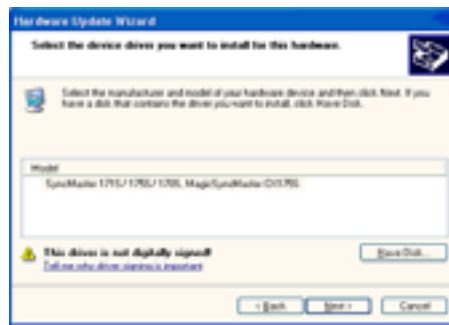 Hardware Update Wizard
Select the device driver you want to install for this hardware.
Select the manufacturer and model of your hardware device and then click Next. If you
have a disk that contains the driver you want to install, click Have Disk.
Model
SyncMaster 171S/175S/170S, MagicSyncMaster
This driver is not digitally signed!
Tell me why driver signing is important
Have Disk...
< Back
Next >
Cancel